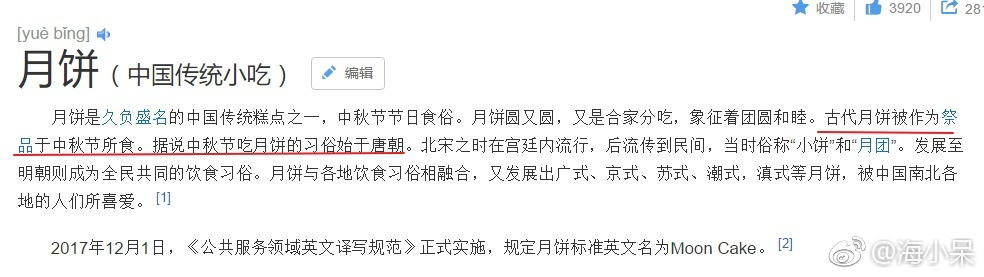 收藏 3920 281
[yuè bǐng]
月饼（中国传统小吃） 编辑
月饼是久负盛名的中国传统糕点之一，中秋节节日食俗。月饼圆又圆，又是合家分吃，象征着团圆和睦。古代月饼被作为祭
品于中秋节所食。据说中秋节吃月饼的习俗始于唐朝。北宋之时在宫廷内流行，后流传到民间，当时俗称“小饼”和“月团”。发展至
明朝则成为全民共同的饮食习俗。月饼与各地饮食习俗相融合，又发展出广式、京式、苏式、潮式，滇式等月饼，被中国南北各
地的人们所喜爱。[1]
2017年12月1日，《公共服务领域英文译写规范》正式实施，规定月饼标准英文名为Moon Cake。[2]
@海小呆